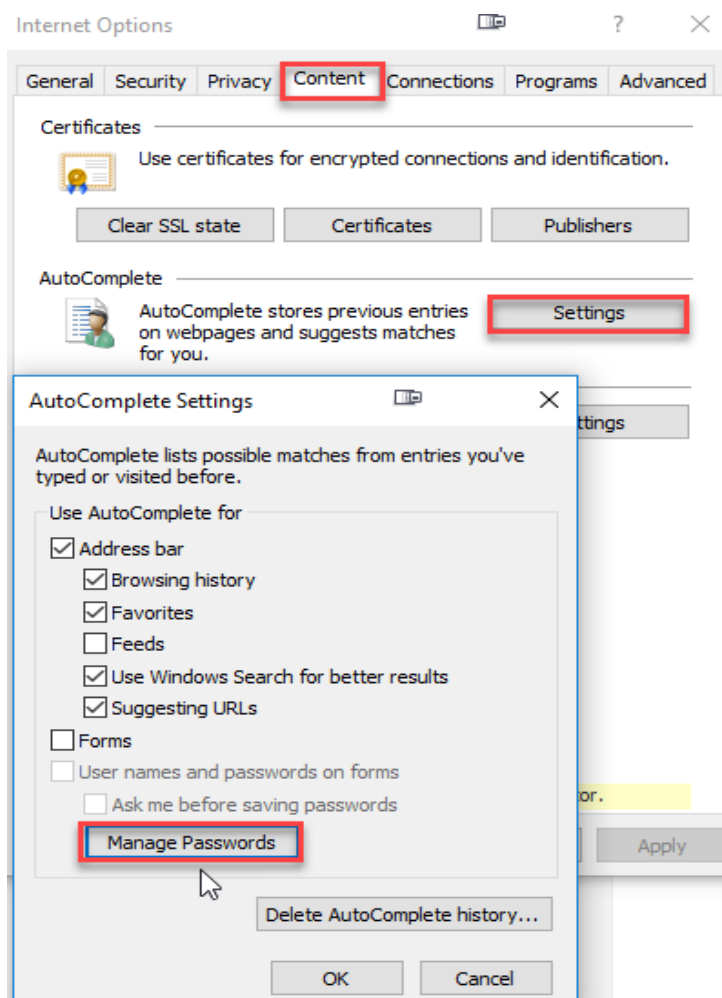 Internet Options
?
General Security Privacy Content Connections Programs Advanced
Certificates
Use certificates for encrypted connections and identification.
Clear SSL state Certificates Publishers
AutoComplete
AutoComplete stores previous entries
on webpages and suggests matches
for you.
Settings
ttings
AutoComplete Settings
AutoComplete lists possible matches from entries you've
typed or visited before.
Use AutoComplete for
Address bar
Browsing history
Favorites
Feeds
Use Windows Search for better results
Suggesting URLs
Forms
User names and passwords on forms
Ask me before saving passwords
or.
Manage Passwords
Apply
Delete AutoComplete history...
OK Cancel